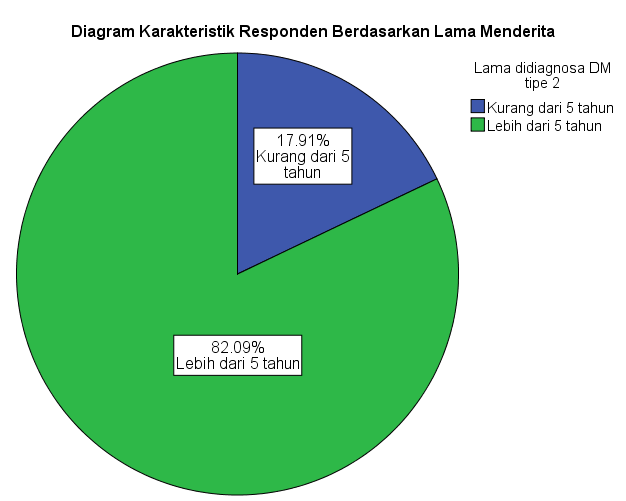 Diagram Karakteristik Responden Berdasarkan Lama Menderita
Lama didiagnosa DM
tipe 2
Kurang dari 5 tahun
Lebih dari 5 tahun
17.91%
Kurang dari 5
tahun
82.09%
Lebih dari 5 tahun